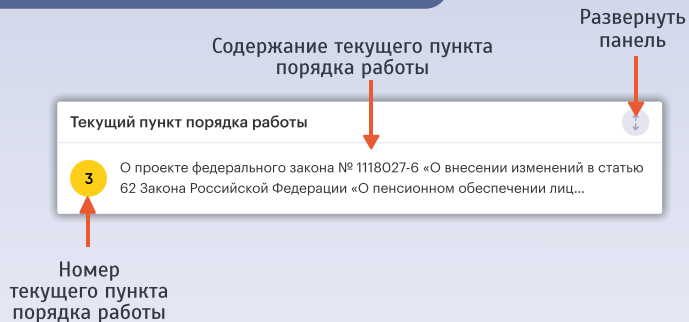 Развернуть
панель
Содержание текущего пункта
порядка работы
Текущий пункт порядка работы
3
О проекте федерального закона № 1118027-6 «О внесении изменений в статью
62 Закона Российской Федерации «О пенсионном обеспечении лиц...
Номер
текущего пункта
порядка работы